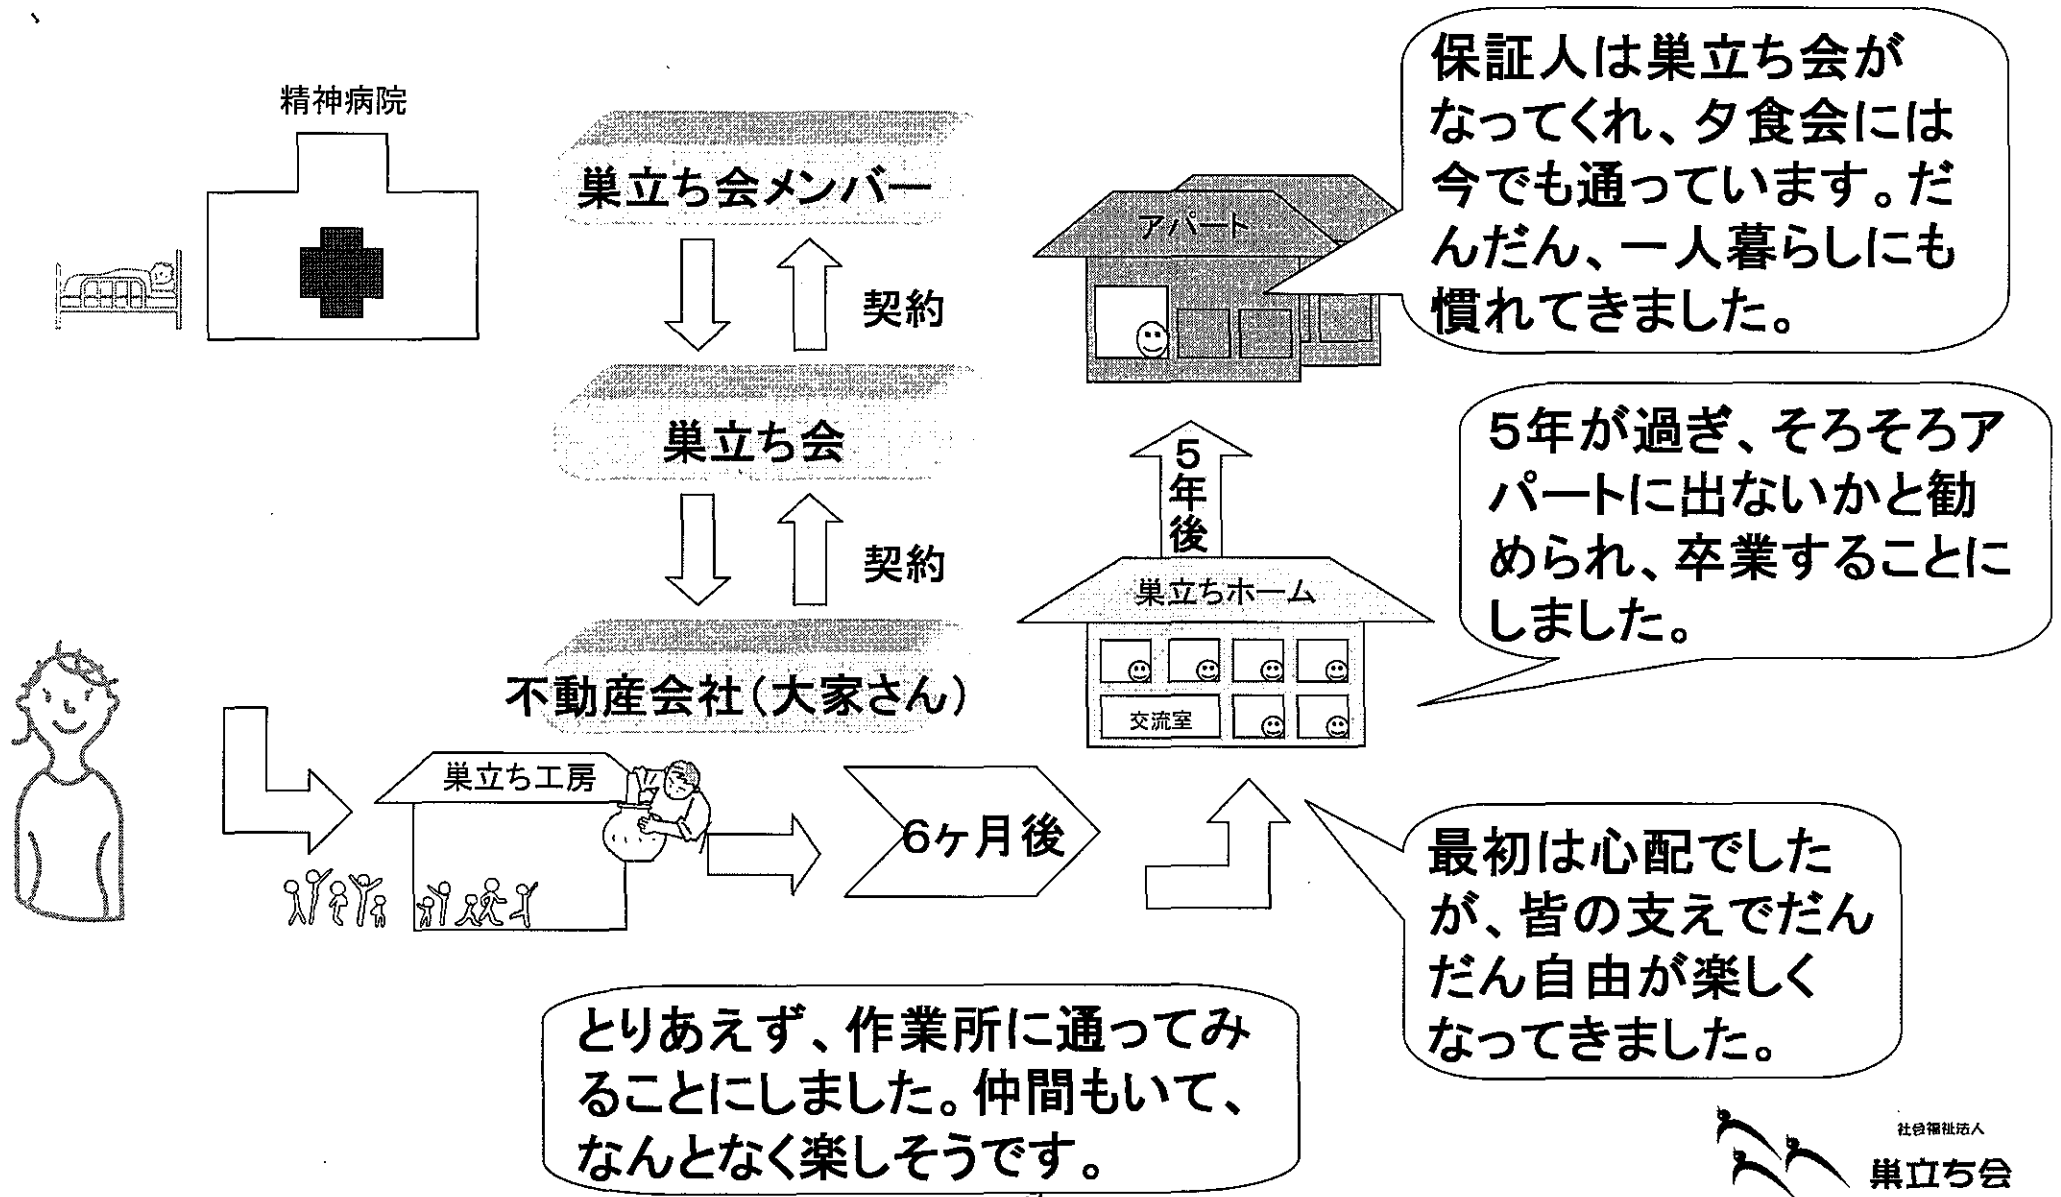 精神病院
巣立ち会メンバー
契約
巣立ち会
契約
不動産会社(大家さん)
アパート
保証人は巣立ち会が
なってくれ、夕食会には
今でも通っています。だ
んだん、一人暮らしにも
慣れてきました。
5年後
5年が過ぎ、そろそろア
パートに出ないかと勧
められ、卒業することに
しました。
巣立ちホーム
交流室
巣立ち工房
6ヶ月後
最初は心配でした
が、皆の支えでだん
だん自由が楽しく
なってきました。
とりあえず、作業所に通ってみ
ることにしました。仲間もいて、
なんとなく楽しそうです。
社会福祉法人
巣立ち会